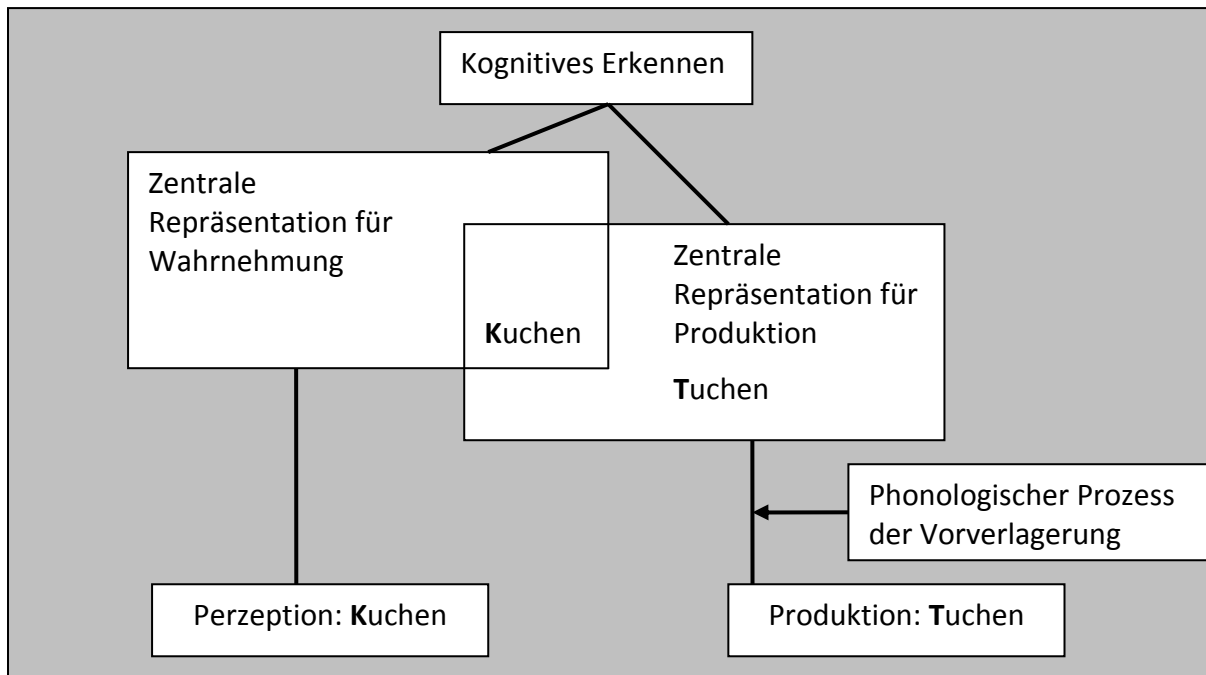 Kognitives Erkennen
Zentrale
Repräsentation für
Wahrnehmung
Kuchen
Zentrale
Repräsentation für
Produktion
Tuchen
Phonologischer Prozess
der Vorverlagerung
Perzeption: Kuchen
Produktion: Tuchen